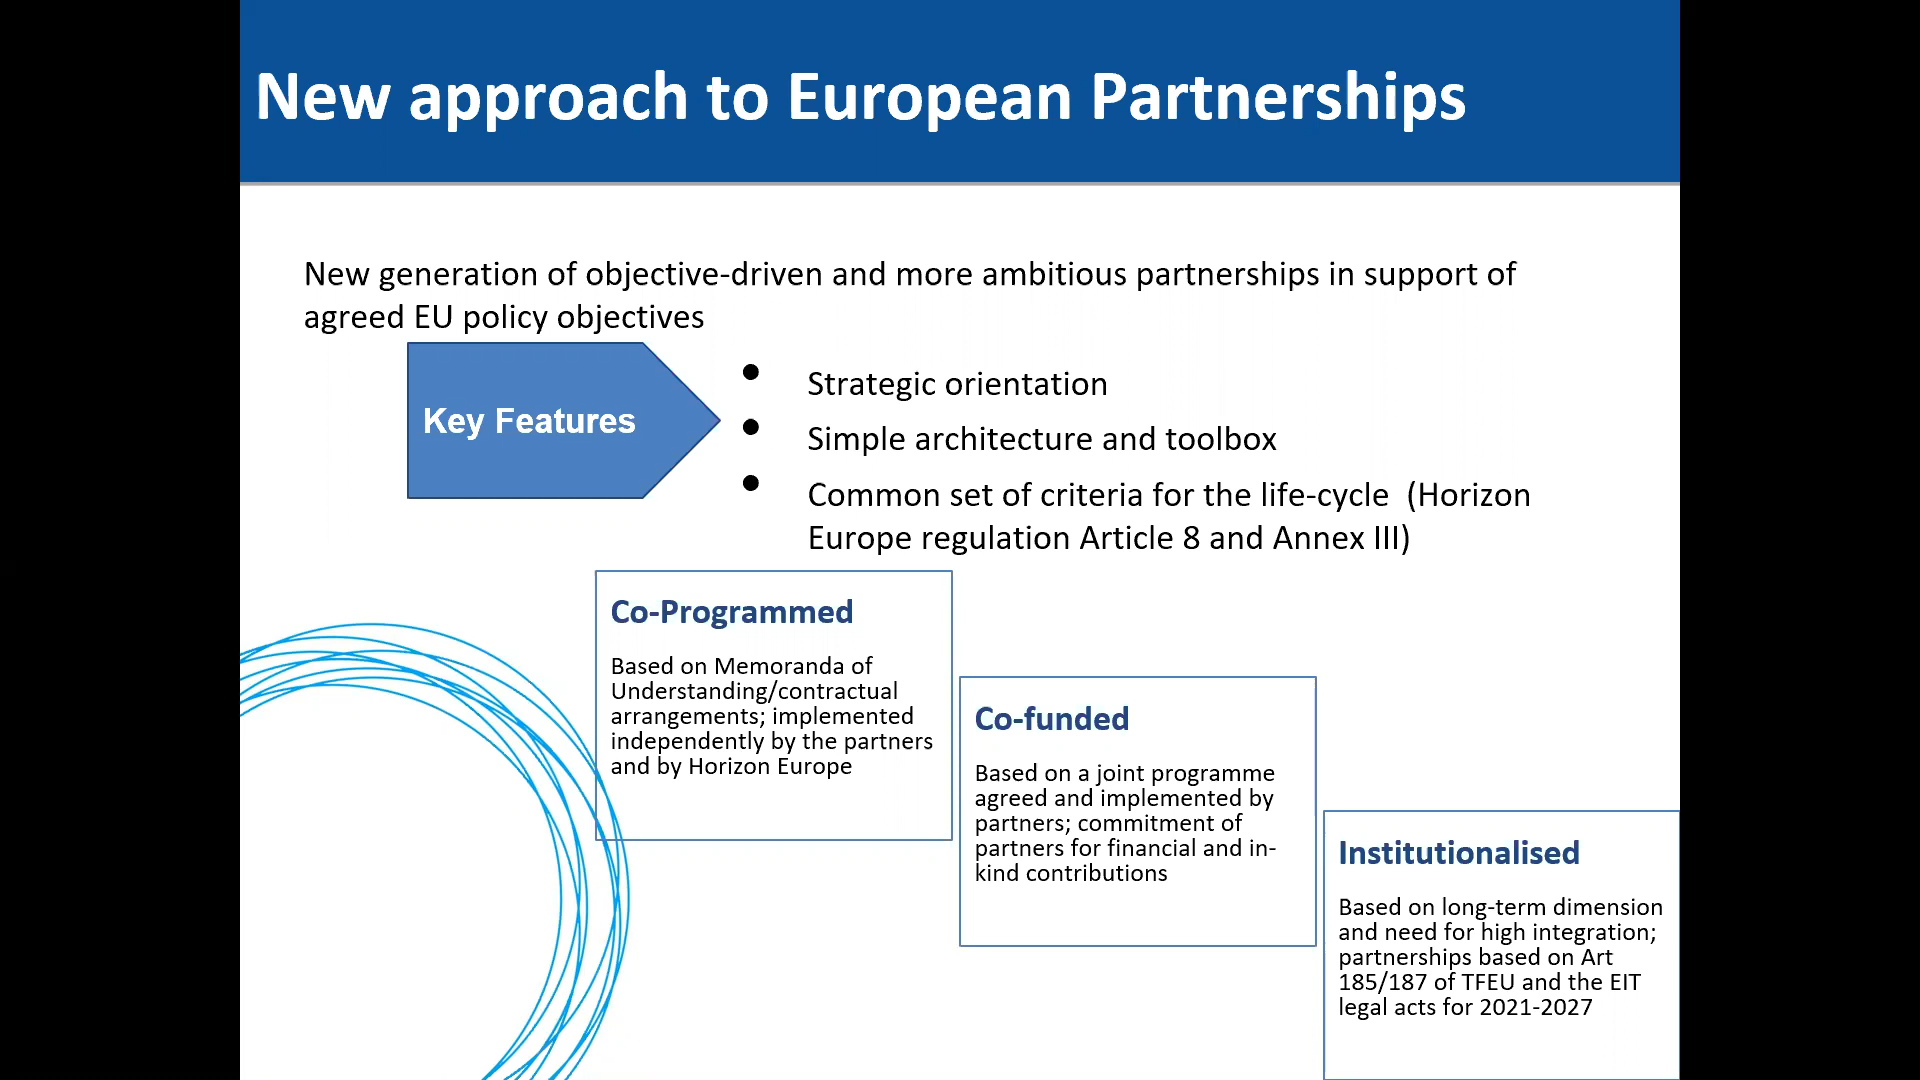 New approach to European Partnerships
New generation of objective-driven and more ambitious partnerships in support of
agreed EU policy objectives
Key Features
• Strategic orientation
• Simple architecture and toolbox
• Common set of criteria for the life-cycle  (Horizon
Europe regulation Article 8 and Annex III)
Co-Programmed
Based on Memoranda of
Understanding/contractual
arrangements; implemented
independently by the partners
and by Horizon Europe
Co-funded
Based on a joint programme
agreed and implemented by
partners; commitment of
partners for financial and in-
kind contributions
Institutionalised
Based on long-term dimension
and need for high integration;
partnerships based on Art
185/187 of TFEU and the EIT
legal acts for 2021-2027